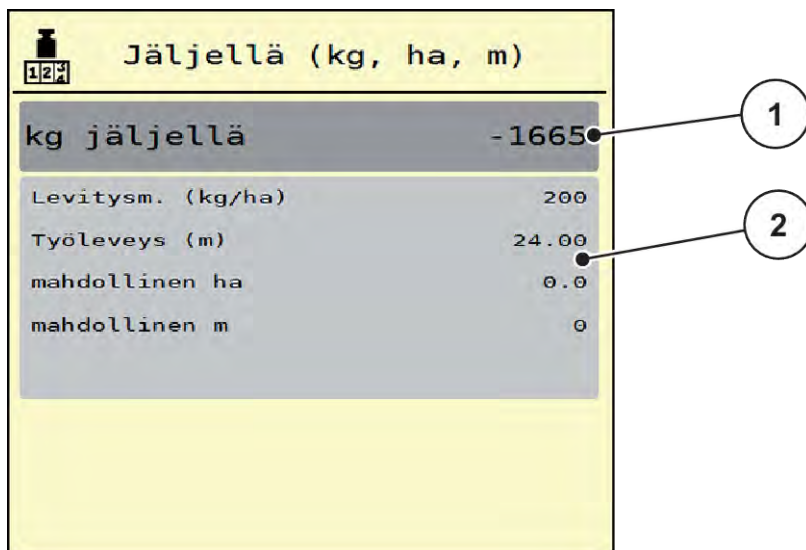 123
Jäljellä (kg, ha, m)
kg jäljellä -1665
1
Levitysm. (kg/ha) 200
Työleveys (m) 24.00
2
mahdollinen ha 0.0
mahdollinen m 0